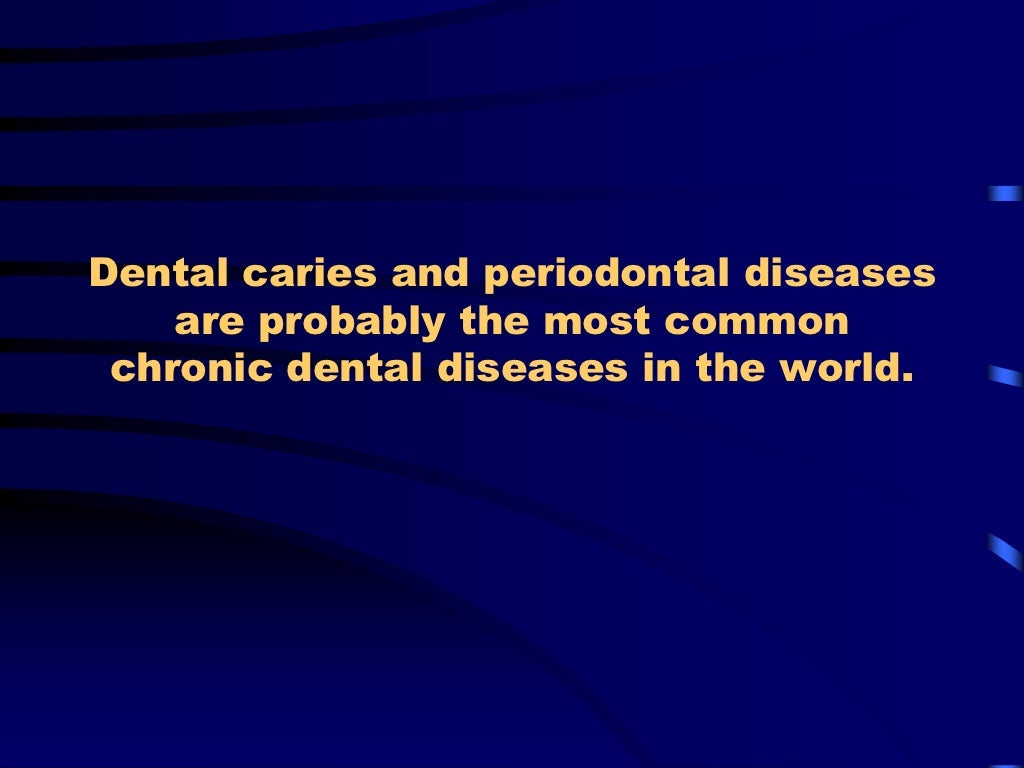 Dental caries and periodontal diseases
are probably the most common
chronic dental diseases in the world.